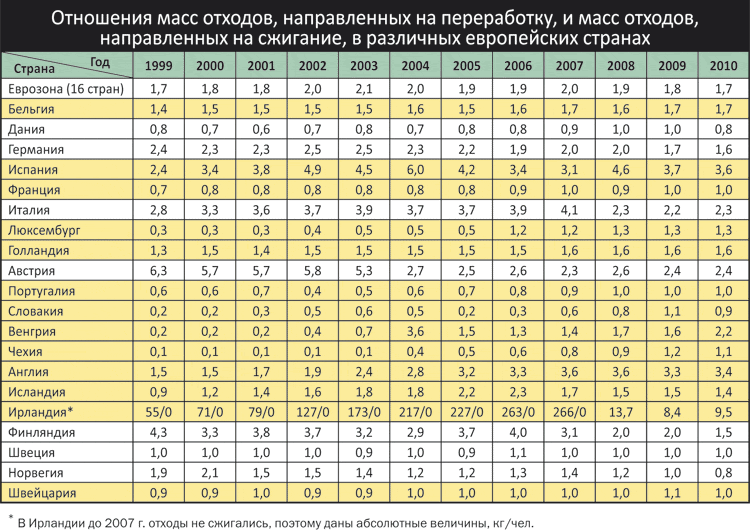 Отношения масс отходов, направленных на переработку, и масс отходов,
направленных на сжигание, в различных европейских странах
Страна Год 1999 2000 2001 2002 2003 2004 2005 2006 2007 2008 2009 2010
Еврозона (16 стран) 1,7 1,8 1,8 2,0 2,1 2,0 1,9 1,9 2,0 1,9 1,8 1,7
Бельгия 1,4 1,5 1,5 1,5 1,5 1,6 1,5 1,6 1,7 1,6 1,7 1,7
Дания 0,8 0,7 0,6 0,7 0,8 0,7 0,8 0,8 0,9 1,0 1,0 0,8
Германия 2,4 2,3 2,3 2,5 2,5 2,3 2,2 1,9 2,0 2,0 1,7 1,6
Испания 2,4 3,4 3,8 4,9 4,5 6,0 4,2 3,4 3,1 4,6 3,7 3,6
Франция 0,7 0,8 0,8 0,8 0,8 0,8 0,8 0,9 1,0 0,9 1,0 1,0
Италия 2,8 3,3 3,6 3,7 3,9 3,7 3,7 3,9 4,1 2,3 2,2 2,3
Люксембург 0,3 0,3 0,3 0,4 0,5 0,5 0,5 1,2 1,2 1,3 1,3 1,3
Голландия 1,3 1,5 1,4 1,5 1,5 1,5 1,5 1,5 1,6 1,6 1,6 1,6
Австрия 6,3 5,7 5,7 5,8 5,3 2,7 2,5 2,6 2,3 2,6 2,4 2,4
Португалия 0,6 0,6 0,7 0,4 0,5 0,6 0,7 0,8 0,9 1,0 1,0 1,0
Словакия 0,2 0,2 0,3 0,5 0,6 0,5 0,2 0,3 0,6 0,8 1,1 0,9
Венгрия 0,2 0,2 0,2 0,4 0,7 3,6 1,5 1,3 1,4 1,7 1,6 2,2
Чехия 0,1 0,1 0,1 0,1 0,1 0,4 0,5 0,6 0,8 0,9 1,2 1,1
Англия 1,5 1,5 1,7 1,9 2,4 2,8 3,2 3,3 3,6 3,6 3,3 3,4
Исландия 0,9 1,2 1,4 1,6 1,8 1,8 2,2 2,3 1,7 1,5 1,5 1,4
Ирландия* 55/0 71/0 79/0 127/0 173/0 217/0 227/0 263/0 266/0 13,7 8,4 9,5
Финляндия 4,3 3,3 3,8 3,7 3,2 2,9 3,7 4,0 3,1 2,0 2,0 1,5
Швеция 1,0 1,0 1,0 1,0 0,9 1,0 0,9 1,1 1,0 1,0 1,0 1,0
Норвегия 1,9 2,1 1,5 1,5 1,4 1,2 1,2 1,3 1,4 1,2 1,0 0,8
Швейцария 0,9 0,9 1,0 0,9 0,9 1,0 1,0 1,0 1,0 1,0 1,1 1,0
* В Ирландии до 2007 г. отходы не сжигались, поэтому даны абсолютные величины, кг/чел.